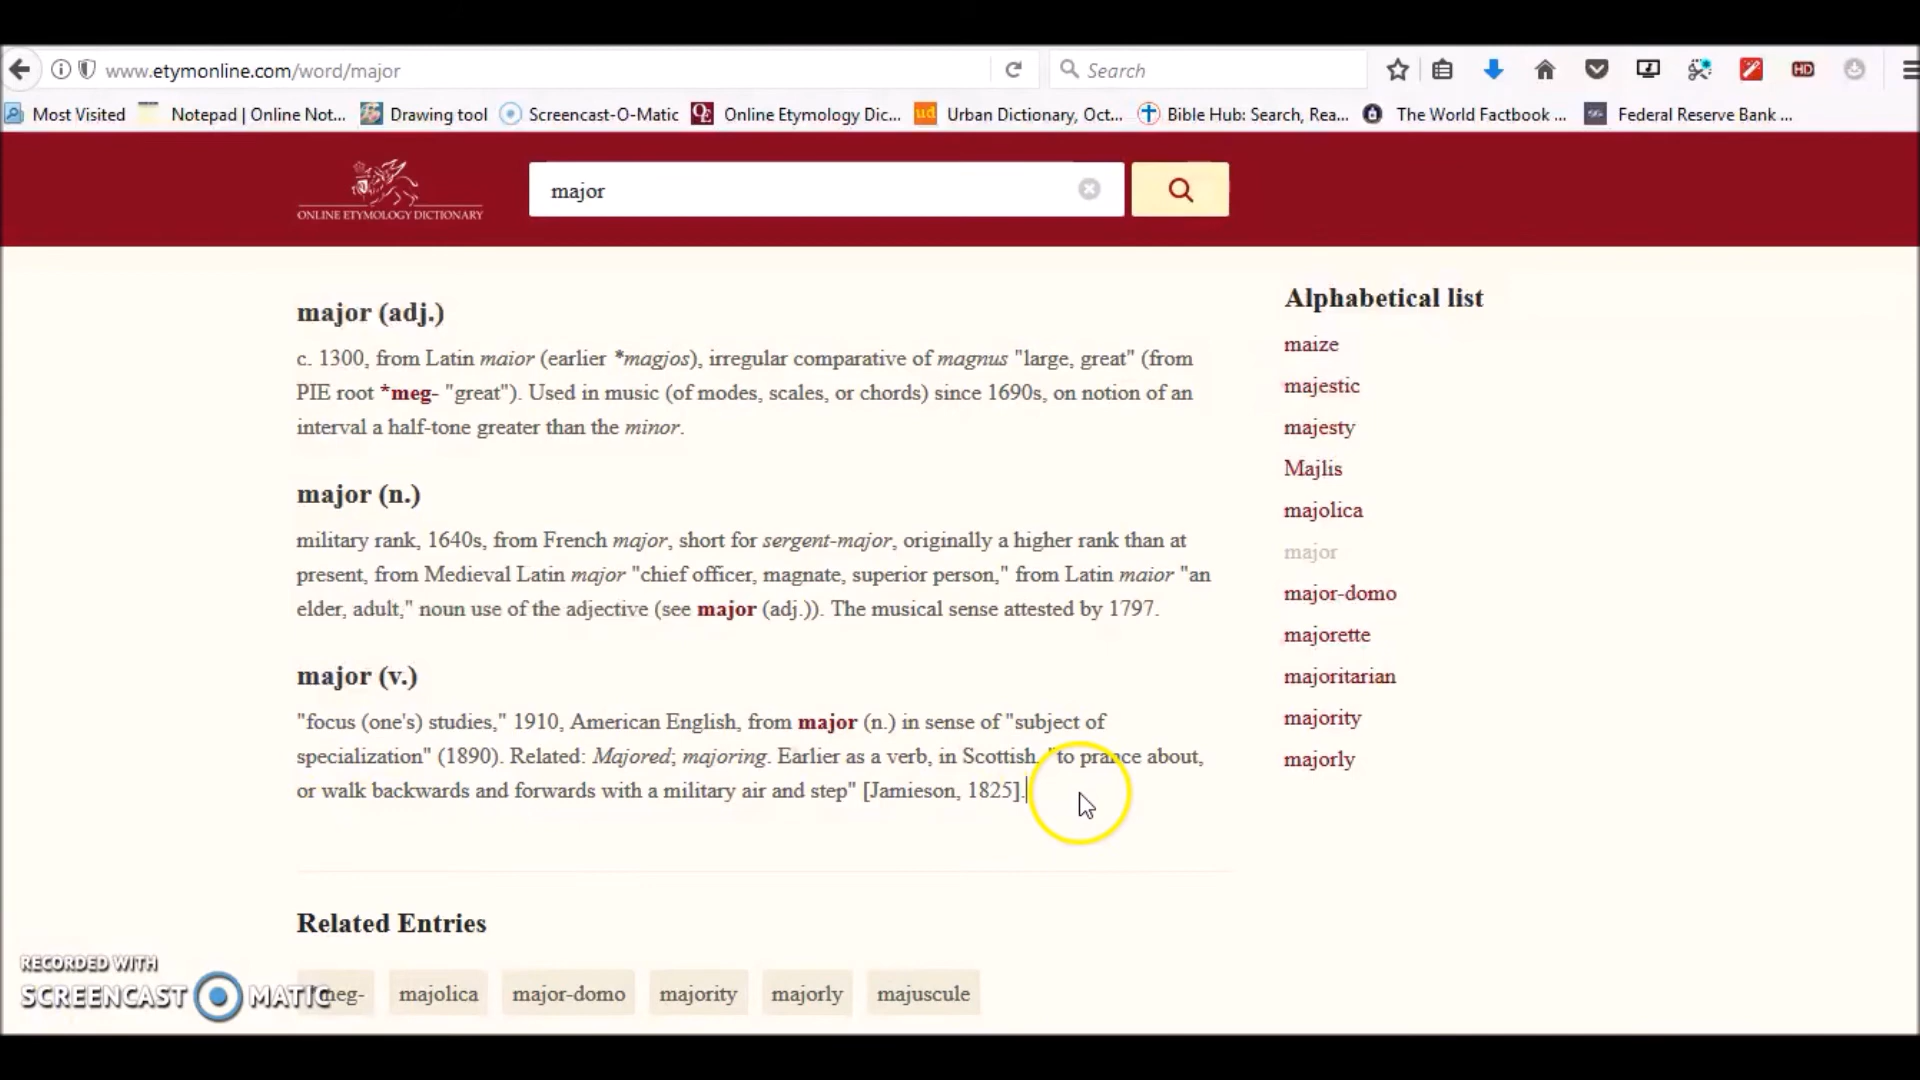 www.etymonline.com/word/major
Search
Most Visited
Notepad | Online Not...
Drawing tool
Screencast-O-Matic
Online Etymology Dic...
ud
Urban Dictionary, Oct...
Bible Hub: Search, Rea...
The World Factbook ...
Federal Reserve Bank ...
HD
ONLINE ETYMOLOGY DICTIONARY
major
major (adj.)
c. 1300, from Latin maior (earlier *magjos), irregular comparative of magnus "large, great" (from
PIE root *meg- "great"). Used in music (of modes, scales, or chords) since 1690s, on notion of an
interval a half-tone greater than the minor.
major (n.)
military rank, 1640s, from French major, short for sergent-major, originally a higher rank than at
present, from Medieval Latin major "chief officer, magnate, superior person," from Latin maior "an
elder, adult," noun use of the adjective (see major (adj.)). The musical sense attested by 1797.
major (v.)
"focus (one's) studies," 1910, American English, from major (n.) in sense of "subject of
specialization" (1890). Related: Majored; majoring. Earlier as a verb, in Scottish, "to prance about,
or walk backwards and forwards with a military air and step" [Jamieson, 1825].
Alphabetical list
maize
majestic
majesty
Majlis
majolica
major
major-domo
majorette
majoritarian
majority
majorly
Related Entries
meg-
majolica
major-domo
majority
majorly
majuscule
RECORDED WITH
SCREENCAST MATIC